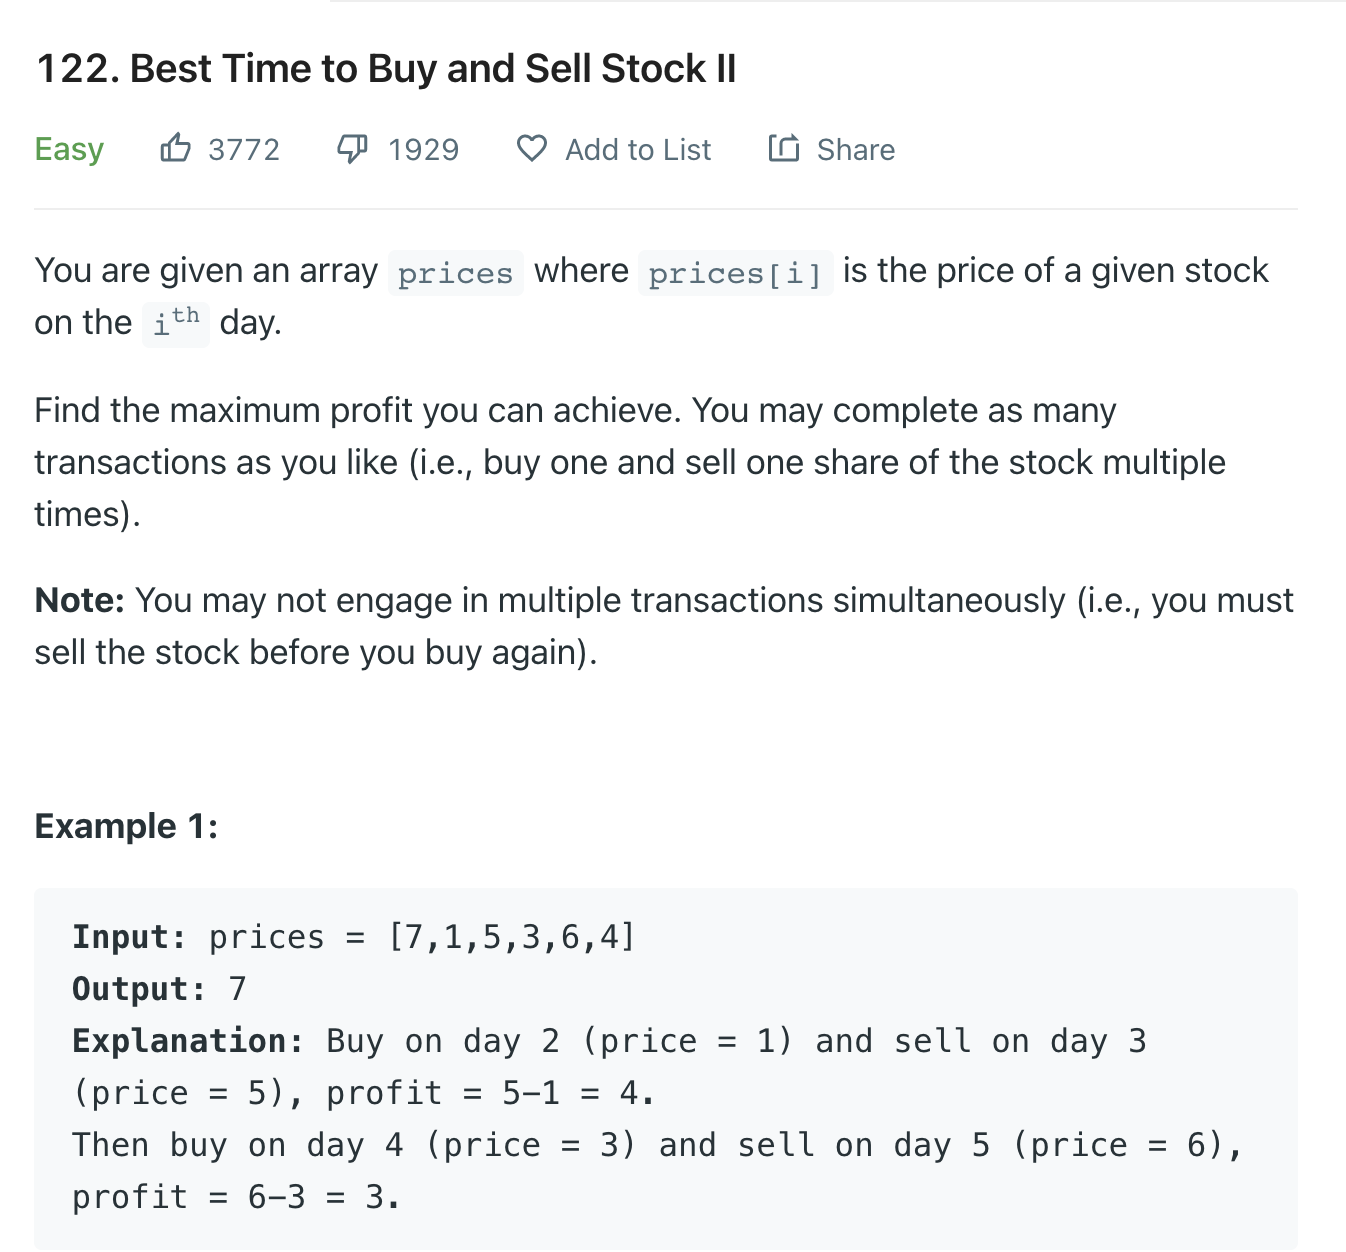 122. Best Time to Buy and Sell Stock II
Easy 3772 1929 Add to List Share
You are given an array prices where prices[i] is the price of a given stock
on the ith day.
Find the maximum profit you can achieve. You may complete as many
transactions as you like (i.e., buy one and sell one share of the stock multiple
times).
Note: You may not engage in multiple transactions simultaneously (i.e., you must
sell the stock before you buy again).
Example 1:
Input: prices = [7,1,5,3,6,4]
Output: 7
Explanation: Buy on day 2 (price = 1) and sell on day 3
(price = 5), profit = 5-1 = 4.
Then buy on day 4 (price = 3) and sell on day 5 (price = 6),
profit = 6-3 = 3.